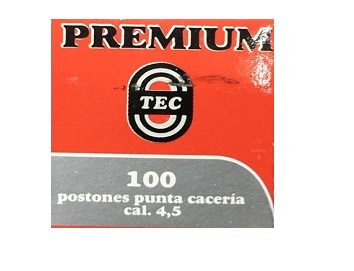 PREMIUM
TEC
100
postones punta cacería
cal. 4,5